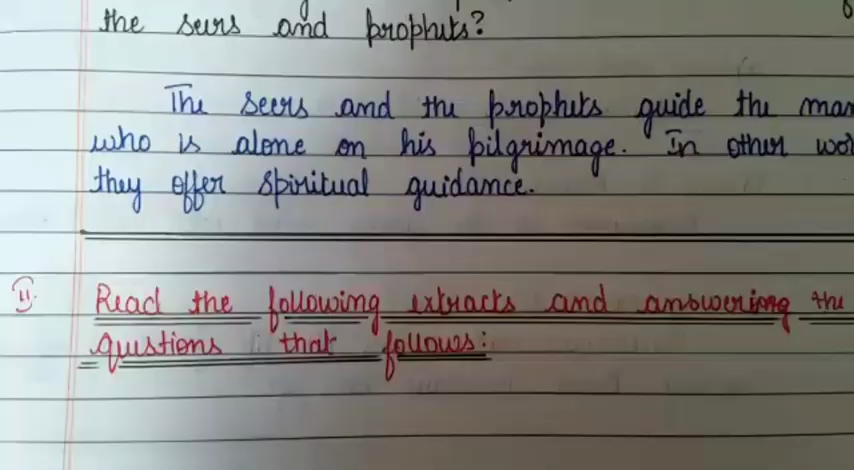 the seers and prophets?
The seers and the prophets guide the man
who is alone on his pilgrimage. In other
they offer spiritual guidance.
II. Read the following extracts and answering the
questions that follows: